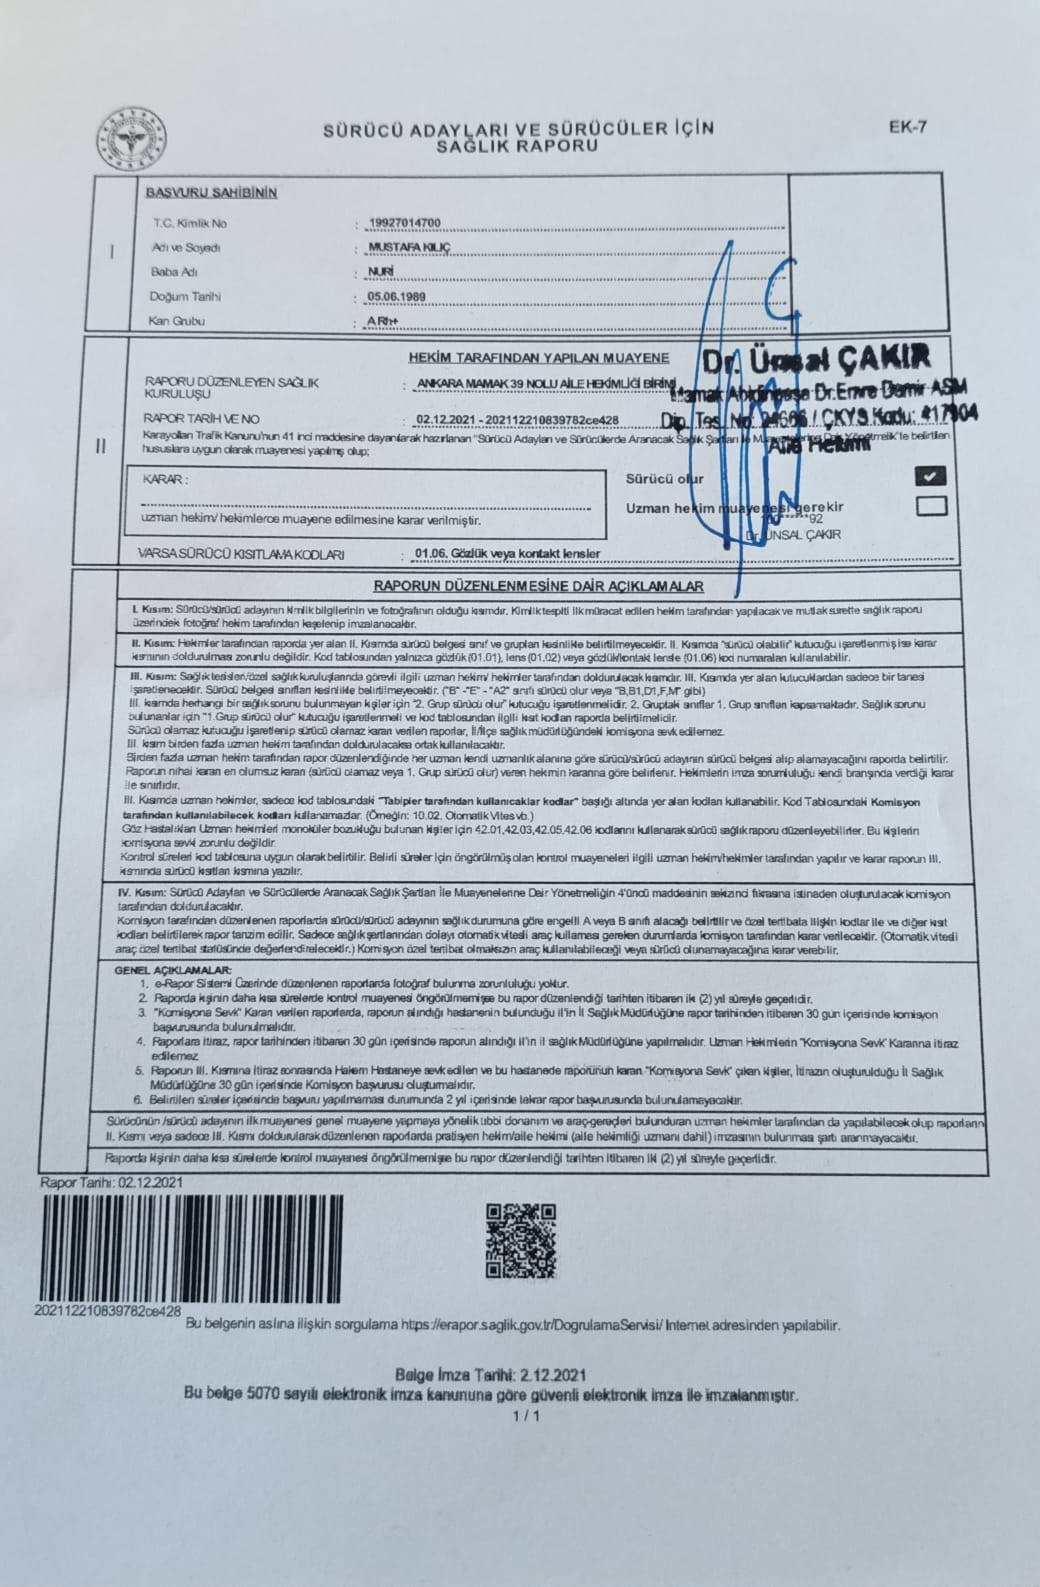 SÜRÜCÜ ADAYLARI VE SÜRÜCÜLER İÇİN
SAĞLIK RAPORU
EK-7
BAŞVURU SAHİBİNİN
I
T.C. Kimlik No : 19927014700
Adı ve Soyadı : MUSTAFA KILIÇ
Baba Adı : NURİ
Doğum Tarihi : 05.06.1989
Kan Grubu : A Rh+
HEKİM TARAFINDAN YAPILAN MUAYENE
Dr. Ünsal ÇAKIR
Mamak Abidinpaşa Dr.Emre Demir ASM
Dip. Tes. No: / ÇKYS Kodu:
Aile Hekimi
II
RAPORU DÜZENLEYEN SAĞLIK
KURULUŞU : ANKARA MAMAK 39 NOLU AİLE HEKİMLİĞİ BİRİMİ
RAPOR TARİH VE NO : 02.12.2021 - 202112210839782ce428
Karayolları Trafik Kanunu'nun 41 inci maddesine dayanılarak hazırlanan "Sürücü Adayları ve Sürücülerde Aranacak Sağlık Şartları ile Muayenelerine Dair Yönetmelik"te belirtilen
hususlara uygun olarak muayenesi yapılmış olup;
KARAR :
uzman hekim/ hekimlerce muayene edilmesine karar verilmiştir.
Sürücü olur
Uzman hekim muayenesi gerekir
******92
Dr. ÜNSAL ÇAKIR
VARSA SÜRÜCÜ KISITLAMA KODLARI : 01.06. Gözlük veya kontakt lensler
RAPORUN DÜZENLENMESİNE DAİR AÇIKLAMALAR
I. Kısım: Sürücü/sürücü adayının kimlik bilgilerinin ve fotoğrafının olduğu kısımdır. Kimlik tespiti ilk müracat edilen hekim tarafından yapılacak ve mutlak surette sağlık raporu
üzerindeki fotoğraf hekim tarafından kaşelenip imzalanacaktır.
II. Kısım: Hekimler tarafından raporda yer alan II. Kısımda sürücü belgesi sınıf ve grupları kesinlikle belirtilmeyecektir. II. Kısımda "sürücü olabilir" kutucuğu işaretlenmiş ise karar
kısmının doldurulması zorunlu değildir. Kod tablosundan yalnızca gözlük (01.01), lens (01.02) veya gözlük/kontakt lensle (01.06) kod numaraları kullanılabilir.
III. Kısım: Sağlık tesisleri/özel sağlık kuruluşlarında görevli ilgili uzman hekim/ hekimler tarafından doldurulacak kısımdır. III. Kısımda yer alan kutucuklardan sadece bir tanesi
işaretlenecektir. Sürücü belgesi sınıfları kesinlikle belirtilmeyecektir. ("B" -"E" - "A2" sınıfı sürücü olur veya "B,B1,D1,F,M" gibi)
III. kısımda herhangi bir sağlık sorunu bulunmayan kişiler için "2. Grup sürücü olur" kutucuğu işaretlenmelidir. 2. Gruptaki sınıflar 1. Grup sınıfları kapsamaktadır. Sağlık sorunu
bulunanlar için "1.Grup sürücü olur" kutucuğu işaretlenmeli ve kod tablosundan ilgili kısıt kodları raporda belirtilmelidir.
Sürücü olamaz kutucuğu işaretlenip sürücü olamaz kararı verilen raporlar, İl/ilçe sağlık müdürlüğündeki komisyona sevk edilemez.
III. kısım birden fazla uzman hekim tarafından doldurulacaksa ortak kullanılacaktır.
Birden fazla uzman hekim tarafından rapor düzenlendiğinde her uzman kendi uzmanlık alanına göre sürücü/sürücü adayının sürücü belgesi alıp alamayacağını raporda belirtilir.
Raporun nihai kararı en olumsuz kararı (sürücü olamaz veya 1. Grup sürücü olur) veren hekimin kararına göre belirlenir. Hekimlerin imza sorumluluğu kendi branşında verdiği karar
ile sınırlıdır.
III. Kısımda uzman hekimler, sadece kod tablosundaki "Tabipler tarafından kullanıcaklar kodlar" başlığı altında yer alan kodları kullanabilir. Kod Tablosundaki Komisyon
tarafından kullanılabilecek kodları kullanamazlar. (Örneğin: 10.02. Otomatik Vites vb.)
Göz Hastalıkları Uzman hekimleri monoküler bozukluğu bulunan kişiler için 42.01,42.03,42.05,42.06 kodlarını kullanarak sürücü sağlık raporu düzenleyebilirler. Bu kişilerin
komisyona sevki zorunlu değildir.
Kontrol süreleri kod tablosuna uygun olarak belirtilir. Belirli süreler için öngörülmüş olan kontrol muayeneleri ilgili uzman hekim/hekimler tarafından yapılır ve karar raporun III.
kısmında sürücü kısıtları kısmına yazılır.
IV. Kısım: Sürücü Adayları ve Sürücülerde Aranacak Sağlık Şartları İle Muayenelerine Dair Yönetmeliğin 4'üncü maddesinin sekizinci fıkrasına istinaden oluşturulacak komisyon
tarafından doldurulacaktır.
Komisyon tarafından düzenlenen raporlarda sürücü/sürücü adayının sağlık durumuna göre engelli A veya B sınıfı alacağı belirtilir ve özel tertibata ilişkin kodlar ile ve diğer kısıt
kodları belirtilerek rapor tanzim edilir. Sadece sağlık şartlarından dolayı otomatik vitesli araç kullanması gereken durumlarda komisyon tarafından karar verilecektir. (Otomatik vitesli
araç özel tertibat statüsünde değerlendirelecektir.) Komisyon özel tertibat olmaksızın araç kullanılabileceği veya sürücü olunamayacağına karar verebilir.
GENEL AÇIKLAMALAR:
1. e-Rapor Sistemi Üzerinde düzenlenen raporlarda fotoğraf bulunma zorunluluğu yoktur.
2. Raporda kişinin daha kısa sürelerde kontrol muayenesi öngörülmemişse bu rapor düzenlendiği tarihten itibaren iki (2) yıl süreyle geçerlidir.
3. "Komisyona Sevk" Kararı verilen raporlarda, raporun alındığı hastanenin bulunduğu il'in İl Sağlık Müdürlüğüne rapor tarihinden itibaren 30 gün içerisinde komisyon
başvurusunda bulunulmalıdır.
4. Raporlara itiraz, rapor tarihinden itibaren 30 gün içerisinde raporun alındığı il'in il sağlık Müdürlüğüne yapılmalıdır. Uzman Hekimlerin "Komisyona Sevk" Kararına itiraz
edilemez
5. Raporun III. Kısmına İtiraz sonrasında Hakem Hastaneye sevk edilen ve bu hastanede raporunun kararı "Komisyona Sevk" çıkan kişiler, İtirazın oluşturulduğu İl Sağlık
Müdürlüğüne 30 gün içerisinde Komisyon başvurusu oluşturmalıdır.
6. Belirtilen süreler içerisinde başvuru yapılmaması durumunda 2 yıl içerisinde tekrar rapor başvurusunda bulunulamayacaktır.
Sürücünün /sürücü adayının ilk muayenesi genel muayene yapmaya yönelik tıbbi donanım ve araç-gereçleri bulunduran uzman hekimler tarafından da yapılabilecek olup raporların
II. Kısmı veya sadece III. Kısmı doldurularak düzenlenen raporlarda pratisyen hekim/aile hekimi (aile hekimliği uzmanı dahil) imzasının bulunması şartı aranmayacaktır.
Raporda kişinin daha kısa sürelerde kontrol muayenesi öngörülmemişse bu rapor düzenlendiği tarihten itibaren iki (2) yıl süreyle geçerlidir.
Rapor Tarihi: 02.12.2021
202112210839782ce428
Bu belgenin aslına ilişkin sorgulama https://erapor.saglik.gov.tr/DogrulamaServisi/ Internet adresinden yapılabilir.
Belge İmza Tarihi: 2.12.2021
Bu belge 5070 sayılı elektronik imza kanununa göre güvenli elektronik imza ile imzalanmıştır.
1 / 1